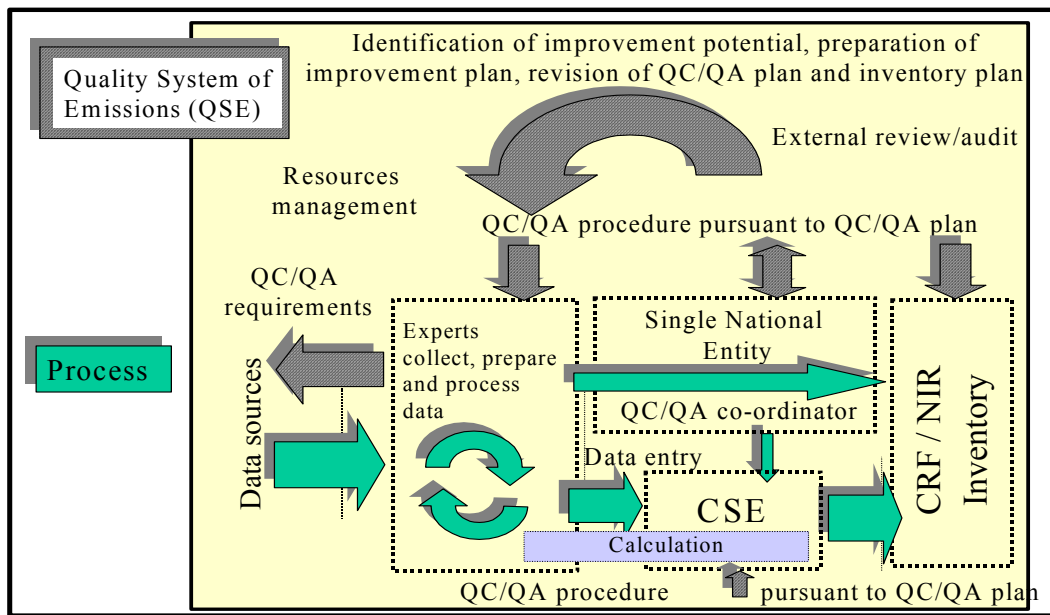 Identification of improvement potential, preparation of
improvement plan, revision of QC/QA plan and inventory plan
Quality System of
Emissions (QSE)
External review/audit
Resources
management
QC/QA procedure pursuant to QC/QA plan
QC/QA
requirements
Process
Data sources
Experts
collect, prepare
and process
data
Single National
Entity
QC/QA co-ordinator
Data entry
CSE
Calculation
CRF / NIR
Inventory
QC/QA procedure
pursuant to QC/QA plan